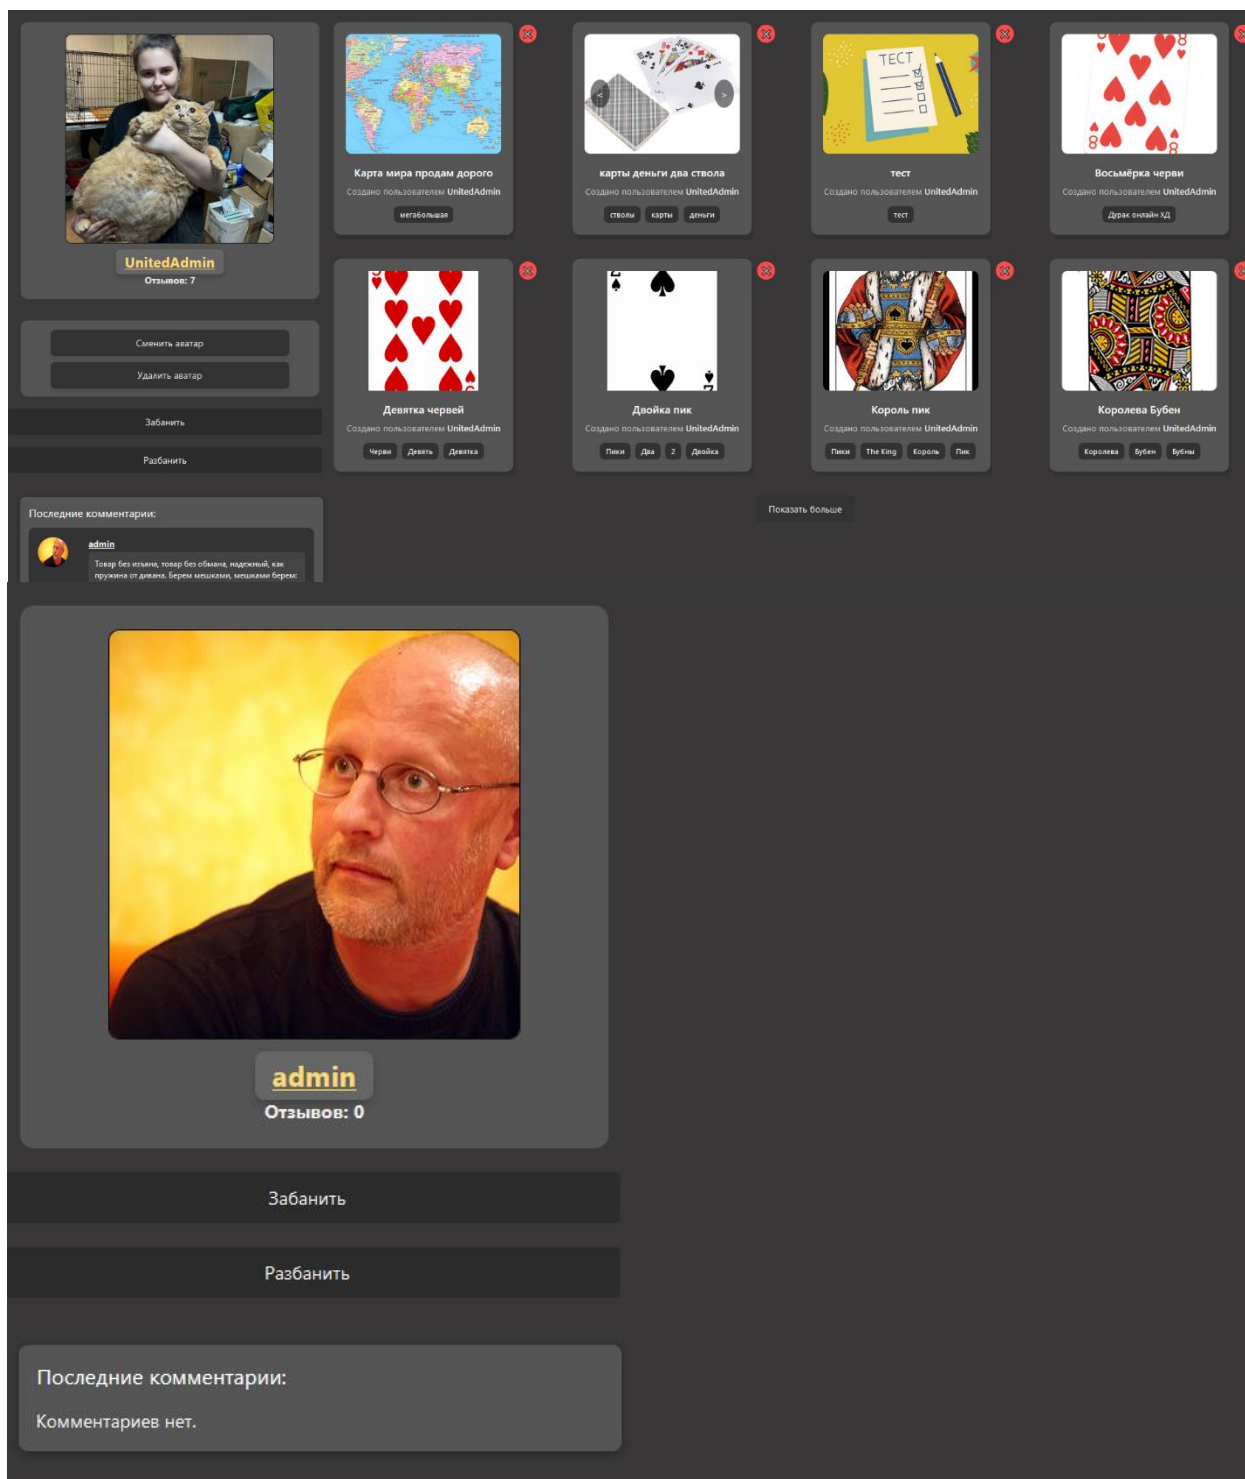 UnitedAdmin
Отзывов: 7
Сменить аватар
Удалить аватар
Забанить
Разбанить
Последние комментарии:
admin
Товар без изъяна, товар без обмана, надежный, как
пружина от дивана. Берем мешками, мешками берем:
Карта мира продам дорого
Создано пользователем UnitedAdmin
мегабольшая
< >
карты деньги два ствола
Создано пользователем UnitedAdmin
стволы карты деньги
ТЕСТ
тест
Создано пользователем UnitedAdmin
тест
8
8
8
Восьмёрка черви
Создано пользователем UnitedAdmin
Дурак онлайн ХД
Девятка червей
Создано пользователем UnitedAdmin
Черви Девять Девятка
Двойка пик
Создано пользователем UnitedAdmin
Пики Два 2 Двойка
Король пик
Создано пользователем UnitedAdmin
Пики The King Король Пик
Королева Бубен
Создано пользователем UnitedAdmin
Королева Бубен Бубны
Показать больше
admin
Отзывов: 0
Забанить
Разбанить
Последние комментарии:
Комментариев нет.